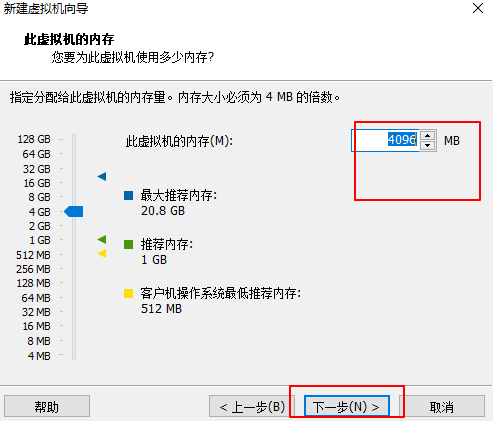 新建虚拟机向导
此虚拟机的内存
您要为此虚拟机使用多少内存?
指定分配给此虚拟机的内存量。内存大小必须为 4 MB 的倍数。
128 GB
64 GB
32 GB
16 GB
8 GB
4 GB
2 GB
1 GB
512 MB
256 MB
128 MB
64 MB
32 MB
16 MB
8 MB
4 MB
此虚拟机的内存(M): 4096 MB
最大推荐内存:
20.8 GB
推荐内存:
1 GB
客户机操作系统最低推荐内存:
512 MB
帮助 < 上一步(B) 下一步(N) > 取消